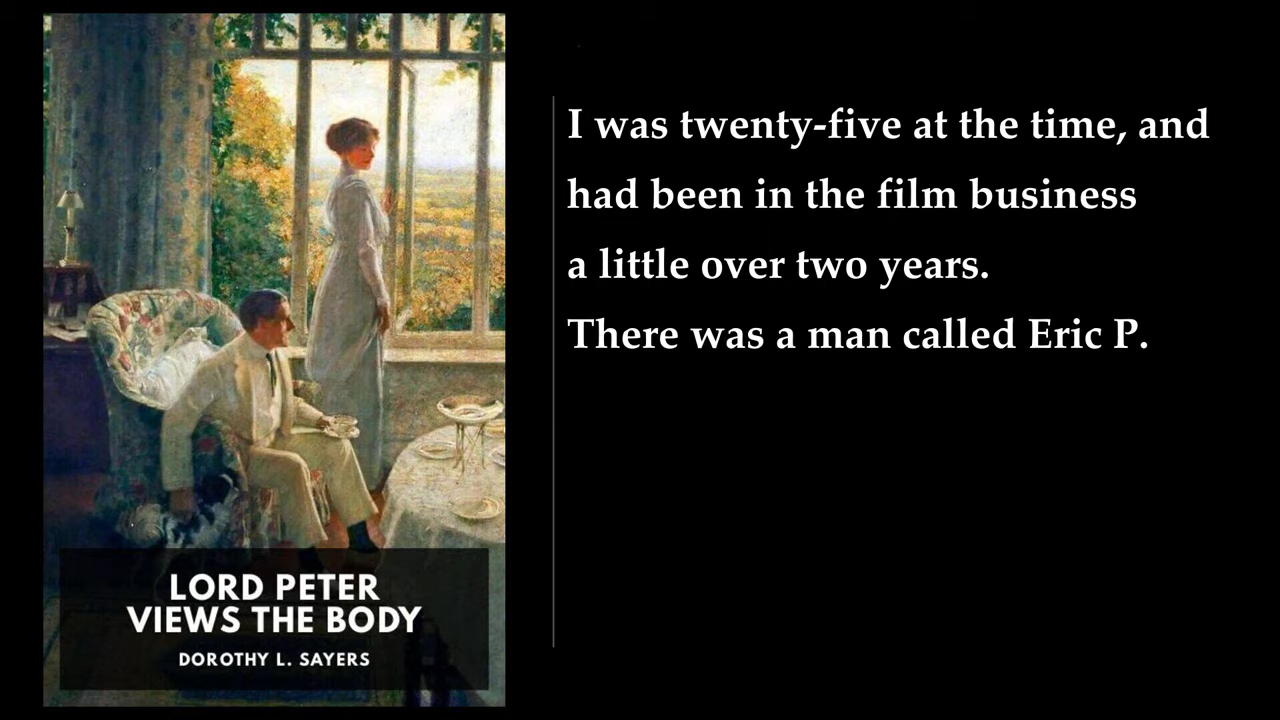 I was twenty-five at the time, and
had been in the film business
a little over two years.
There was a man called Eric P.
LORD PETER
VIEWS THE BODY
DOROTHY L. SAYERS